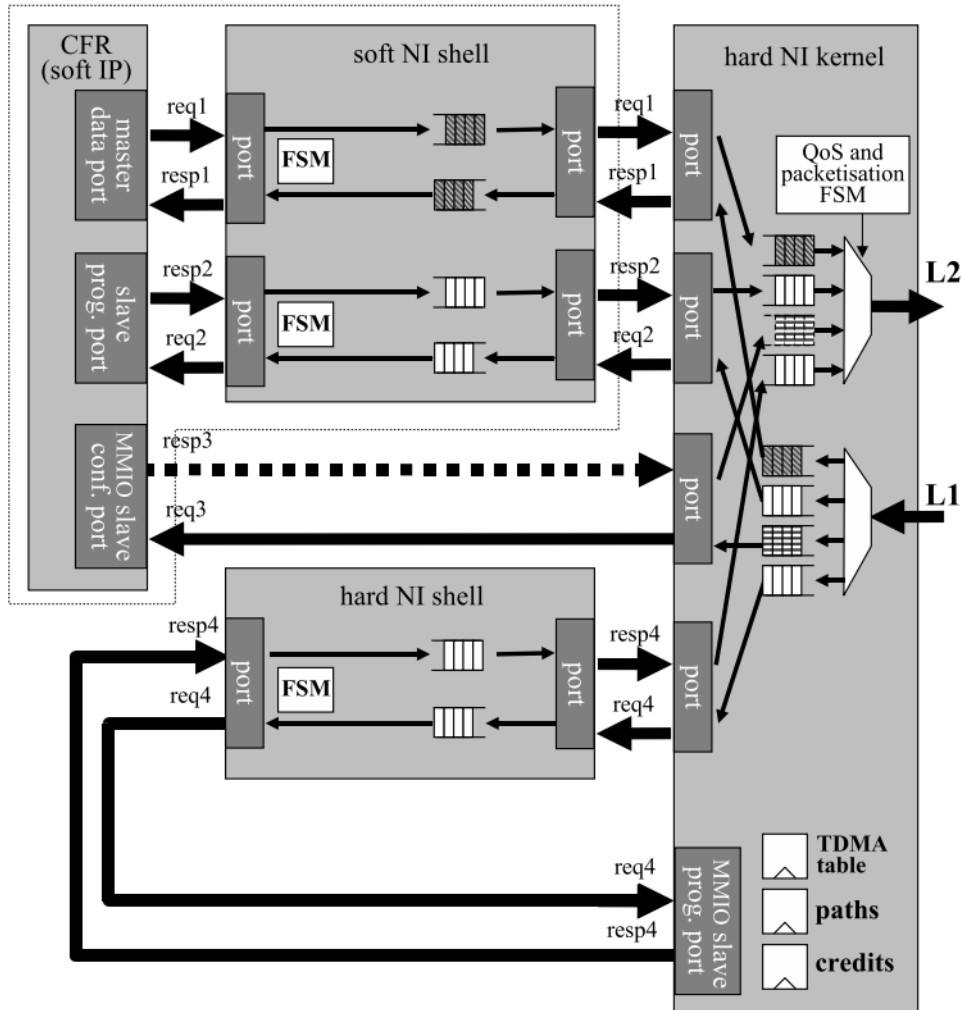 CFR
(soft IP)
soft NI shell
hard NI kernel
master
data port
req1
resp1
port
FSM
port
req1
resp1
port
QoS and
packetisation
FSM
slave
prog. port
resp2
req2
port
FSM
port
resp2
req2
port
L2
MMIO slave
conf. port
resp3
req3
port
L1
hard NI shell
resp4
req4
port
FSM
port
resp4
req4
port
req4
resp4
MMIO slave
prog. port
TDMA
table
paths
credits